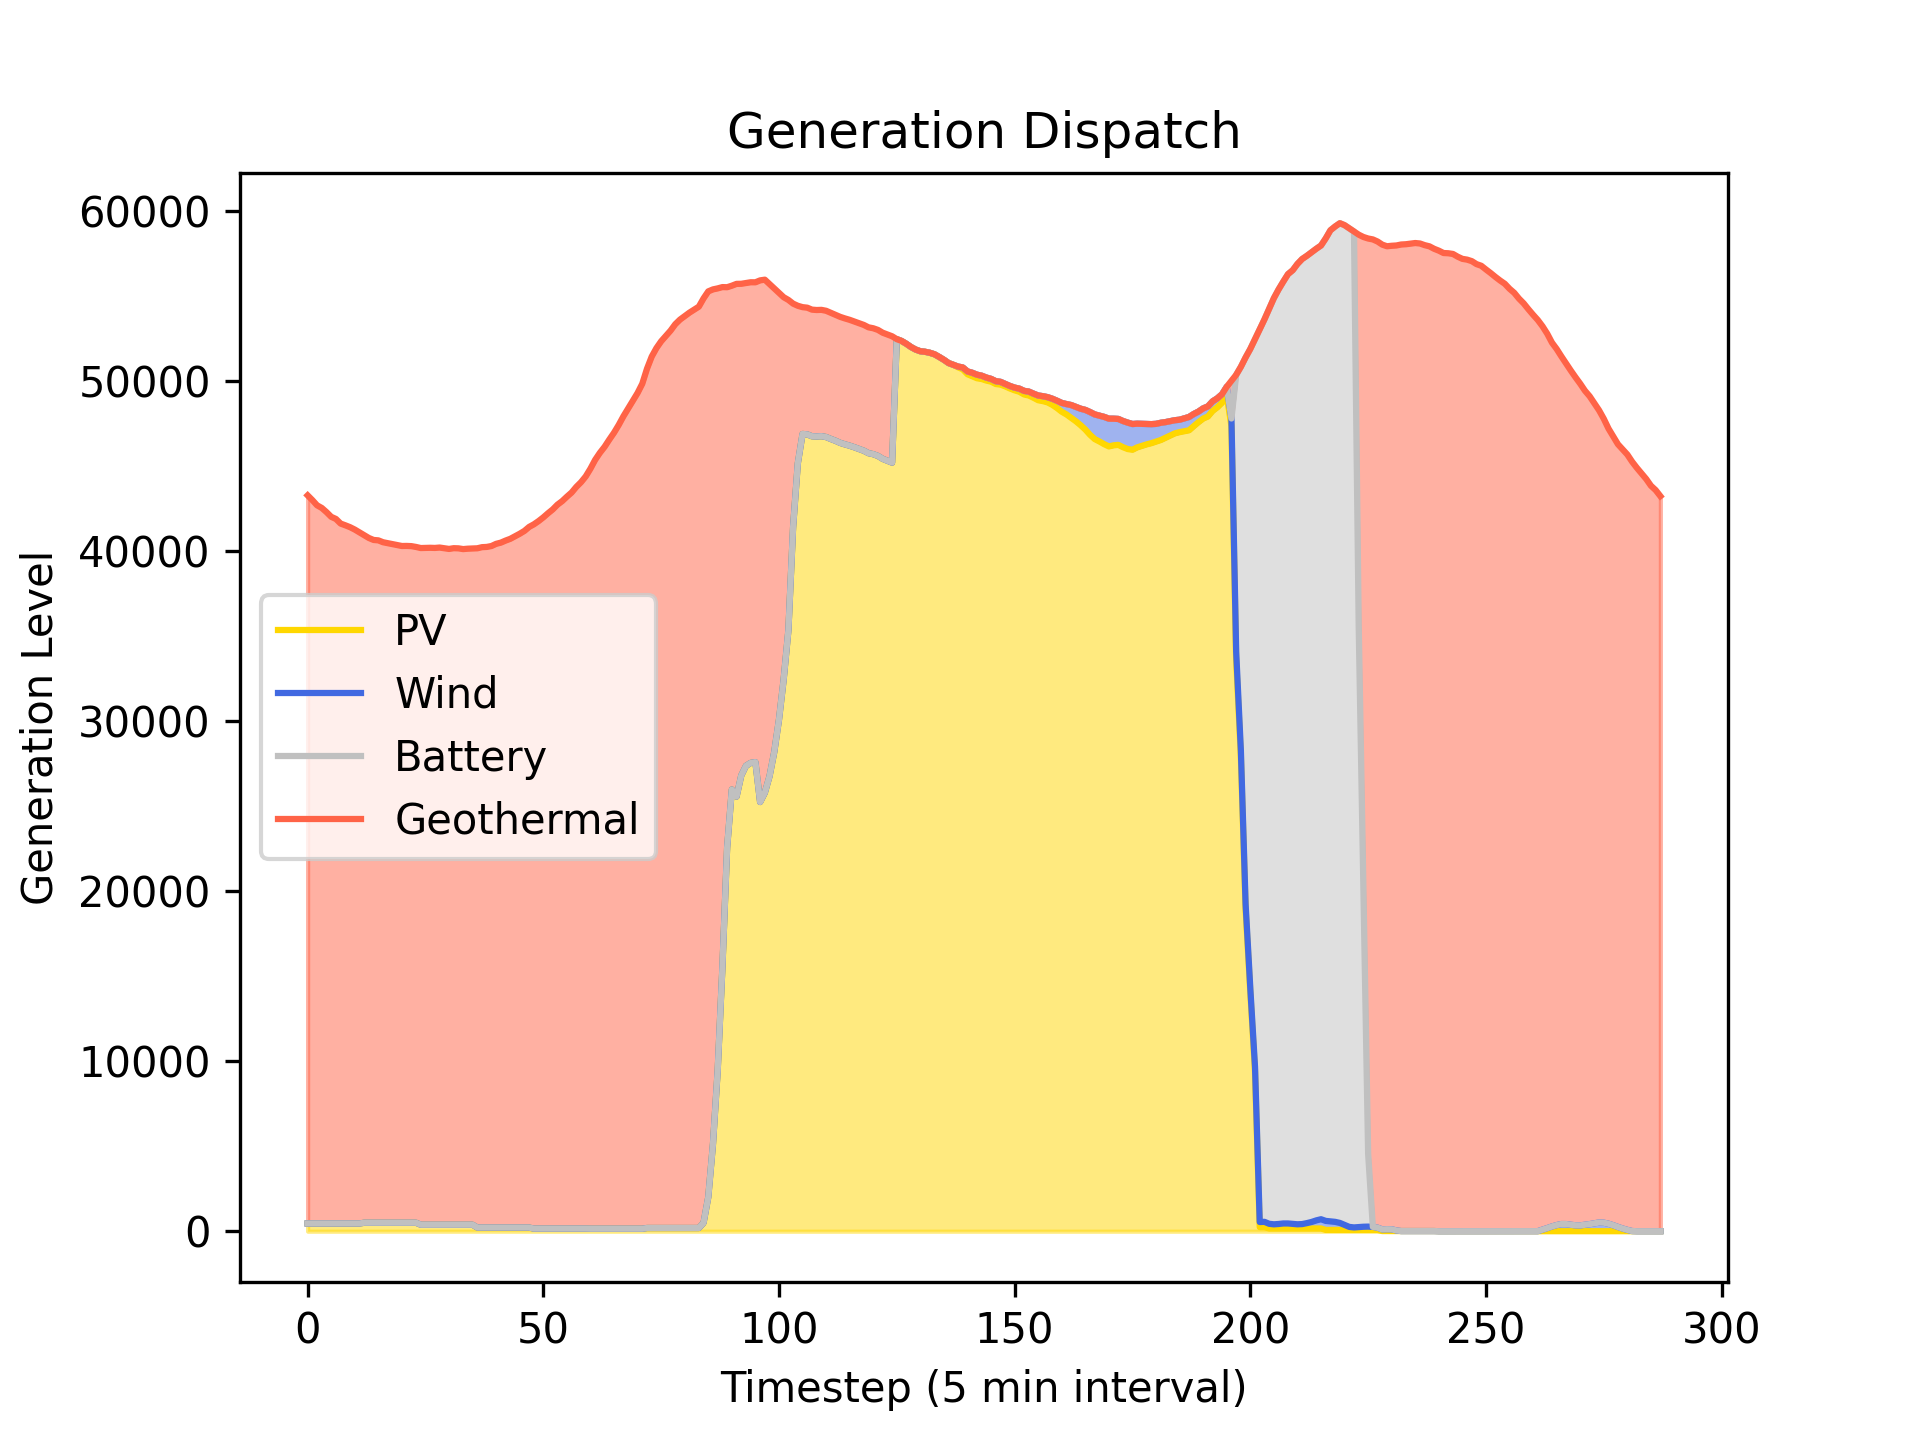 Generation Dispatch
60000
50000
40000
30000
20000
10000
0
Generation Level
PV
Wind
Battery
Geothermal
0 50 100 150 200 250 300
Timestep (5 min interval)